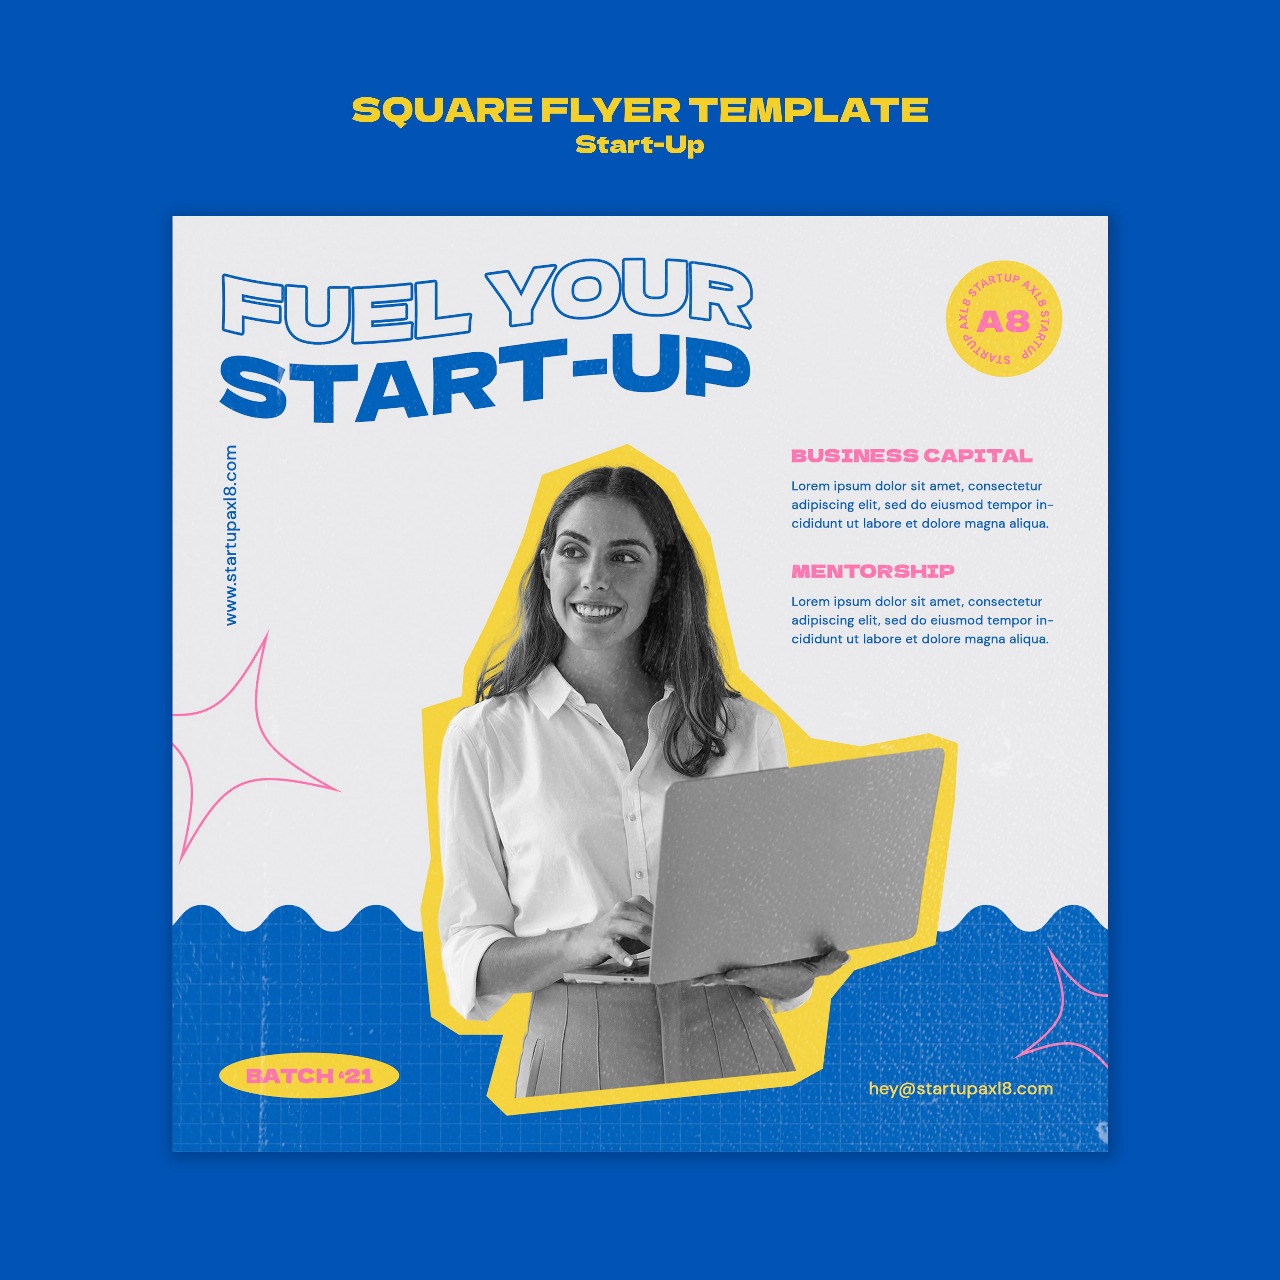 SQUARE FLYER TEMPLATE
Start-Up
FUEL YOUR
START-UP
STARTUP AXL8 STARTUP STARTUP AXL8
A8
www.startupaxl8.com
BUSINESS CAPITAL
Lorem ipsum dolor sit amet, consectetur
adipiscing elit, sed do eiusmod tempor in-
cididunt ut labore et dolore magna aliqua.
MENTORSHIP
Lorem ipsum dolor sit amet, consectetur
adipiscing elit, sed do eiusmod tempor in-
cididunt ut labore et dolore magna aliqua.
BATCH ‘21
hey@startupaxl8.com